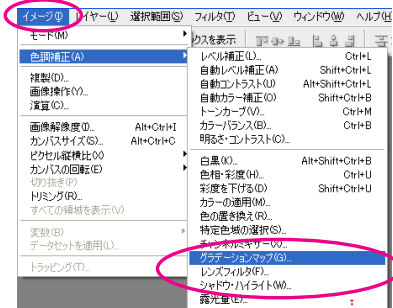 イメージ(I) レイヤー(L) 選択範囲(S) フィルタ(T) ビュー(V) ウィンドウ(W) ヘルプ(H
モード(M)
クスを表示
色調補正(A)
複製(D)...
画像操作(Y)...
演算(C)...
画像解像度(I)... Alt+Ctrl+I
カンバスサイズ(S)... Alt+Ctrl+C
ピクセル縦横比(X)
カンバスの回転(E)
切り抜き(P)
トリミング(R)...
すべての領域を表示(V)
変数(B)
データセットを適用(L)...
トラッピング(T)...
レベル補正(L)... Ctrl+L
自動レベル補正(A) Shift+Ctrl+L
自動コントラスト(U) Alt+Shift+Ctrl+L
自動カラー補正(O) Shift+Ctrl+B
トーンカーブ(V)... Ctrl+M
カラーバランス(B)... Ctrl+B
明るさ・コントラスト(C)...
白黒(K)... Alt+Shift+Ctrl+B
色相・彩度(H)... Ctrl+U
彩度を下げる(D) Shift+Ctrl+U
カラーの適用(M)...
色の置き換え(R)...
特定色域の選択(S)...
チャンネルミキサー(X)...
グラデーションマップ(G)...
レンズフィルタ(F)...
シャドウ・ハイライト(W)...
露光量(E)...